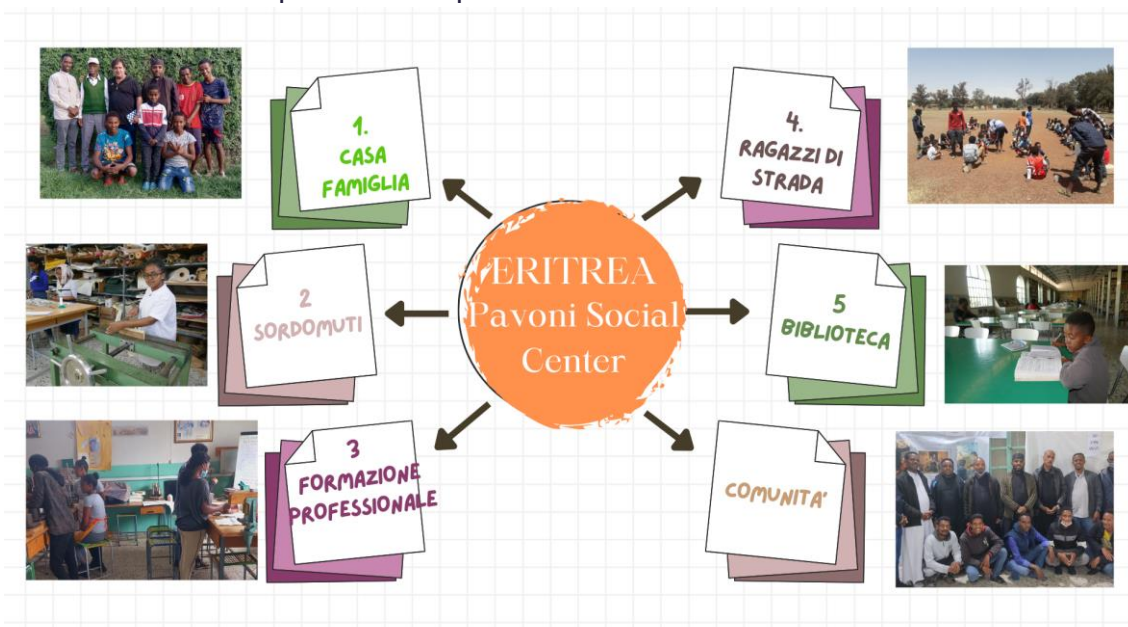 1.
CASA
FAMIGLIA
2
SORDOMUTI
3
FORMAZIONE
PROFESSIONALE
ERITREA
Pavoni Social
Center
4.
RAGAZZI DI
STRADA
5
BIBLIOTECA
COMUNITA'